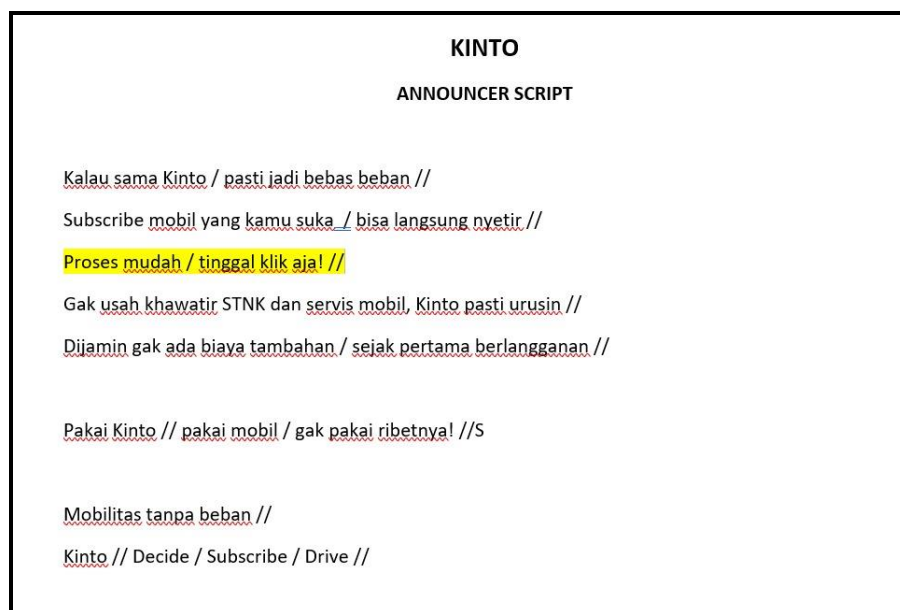 KINTO
ANNOUNCER SCRIPT
Kalau sama Kinto / pasti jadi bebas beban //
Subscribe mobil yang kamu suka / bisa langsung nyetir //
Proses mudah / tinggal klik aja! //
Gak usah khawatir STNK dan servis mobil, Kinto pasti urusin //
Dijamin gak ada biaya tambahan / sejak pertama berlangganan //
Pakai Kinto // pakai mobil / gak pakai ribetnya! //S
Mobilitas tanpa beban //
Kinto // Decide / Subscribe / Drive //